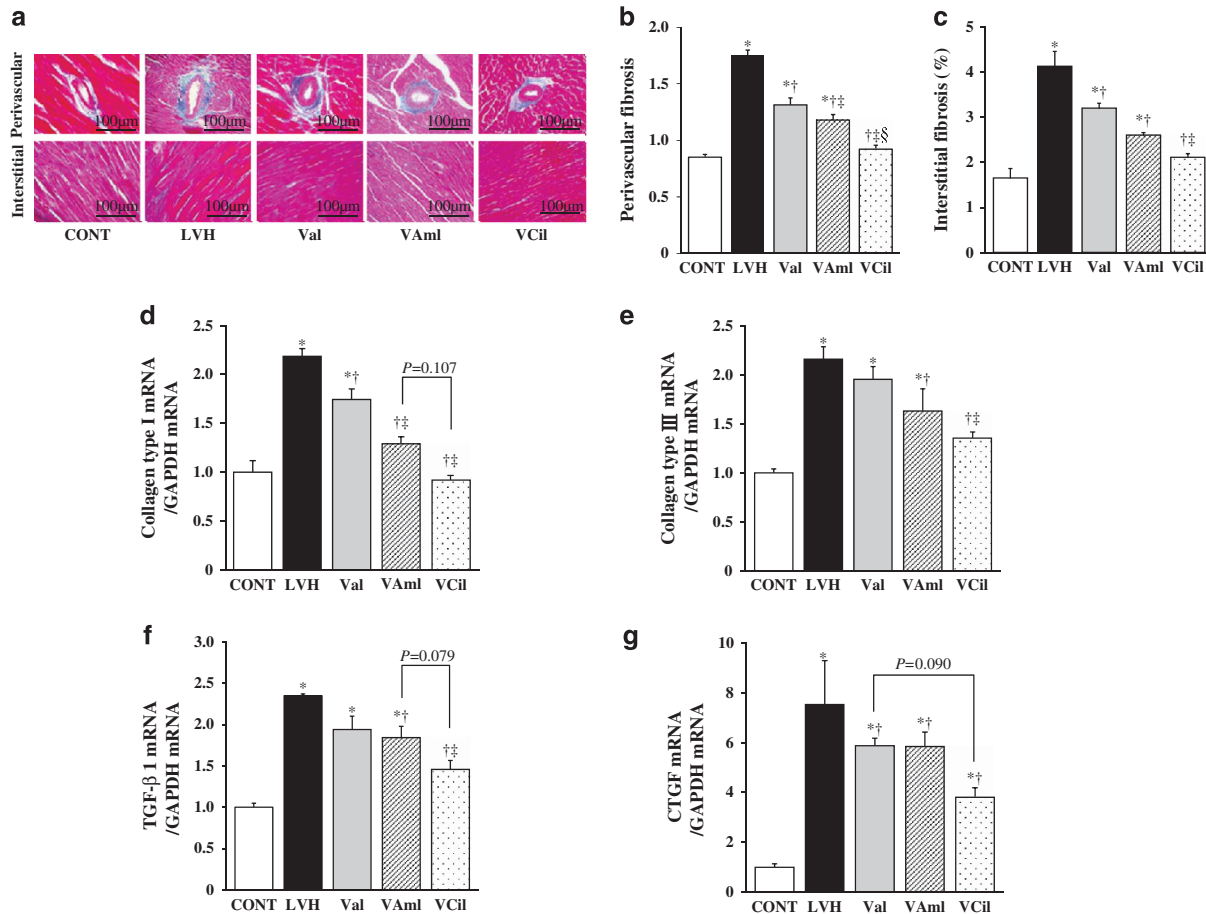 a
Perivascular
100μm 100μm 100μm 100μm 100μm
Interstitial
100μm 100μm 100μm 100μm 100μm
CONT LVH Val VAml VCil
b
Perivascular fibrosis
2.0
1.5
1.0
0.5
0
*
*†
*†‡
†‡§
CONT LVH Val VAml VCil
c
Interstitial fibrosis (%)
5
4
3
2
1
0
*
*†
*†
†‡
CONT LVH Val VAml VCil
d
Collagen type I mRNA
/GAPDH mRNA
2.5
2.0
1.5
1.0
0.5
0
*
*†
†‡
†‡
P=0.107
CONT LVH Val VAml VCil
e
Collagen type III mRNA
/GAPDH mRNA
2.5
2.0
1.5
1.0
0.5
0
*
*
*†
†‡
CONT LVH Val VAml VCil
f
TGF-β 1 mRNA
/GAPDH mRNA
3.0
2.5
2.0
1.5
1.0
0.5
0
*
*
*†
†‡
P=0.079
CONT LVH Val VAml VCil
g
CTGF mRNA
/GAPDH mRNA
10
8
6
4
2
0
*
*†
*†
*†
P=0.090
CONT LVH Val VAml VCil